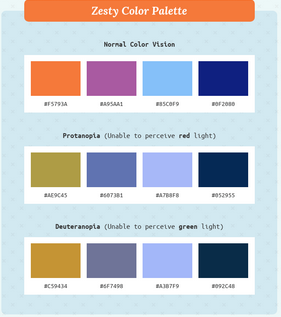 Zesty Color Palette
Normal Color Vision
#F5793A #A95AA1 #85C0F9 #0F2080
Protanopia (Unable to perceive red light)
#AE9C45 #6073B1 #A7B8F8 #052955
Deuteranopia (Unable to perceive green light)
#C59434 #6F7498 #A3B7F9 #092C48